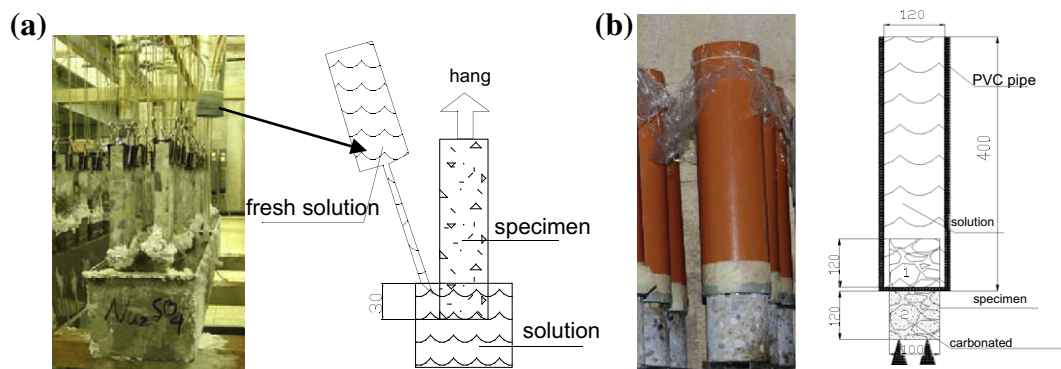 (a)
hang
fresh solution
specimen
30
solution
Na₂SO₄
(b)
120
PVC pipe
400
solution
120
1
120
2
specimen
carbonated
100